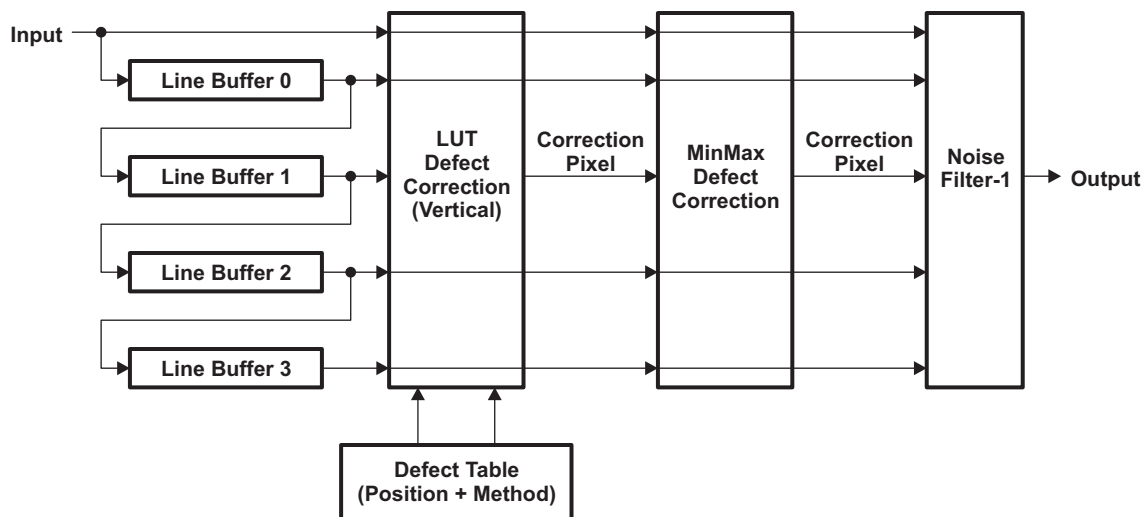 Input
Line Buffer 0
Line Buffer 1
Line Buffer 2
Line Buffer 3
LUT
Defect
Correction
(Vertical)
Correction
Pixel
MinMax
Defect
Correction
Correction
Pixel
Noise
Filter-1
Output
Defect Table
(Position + Method)